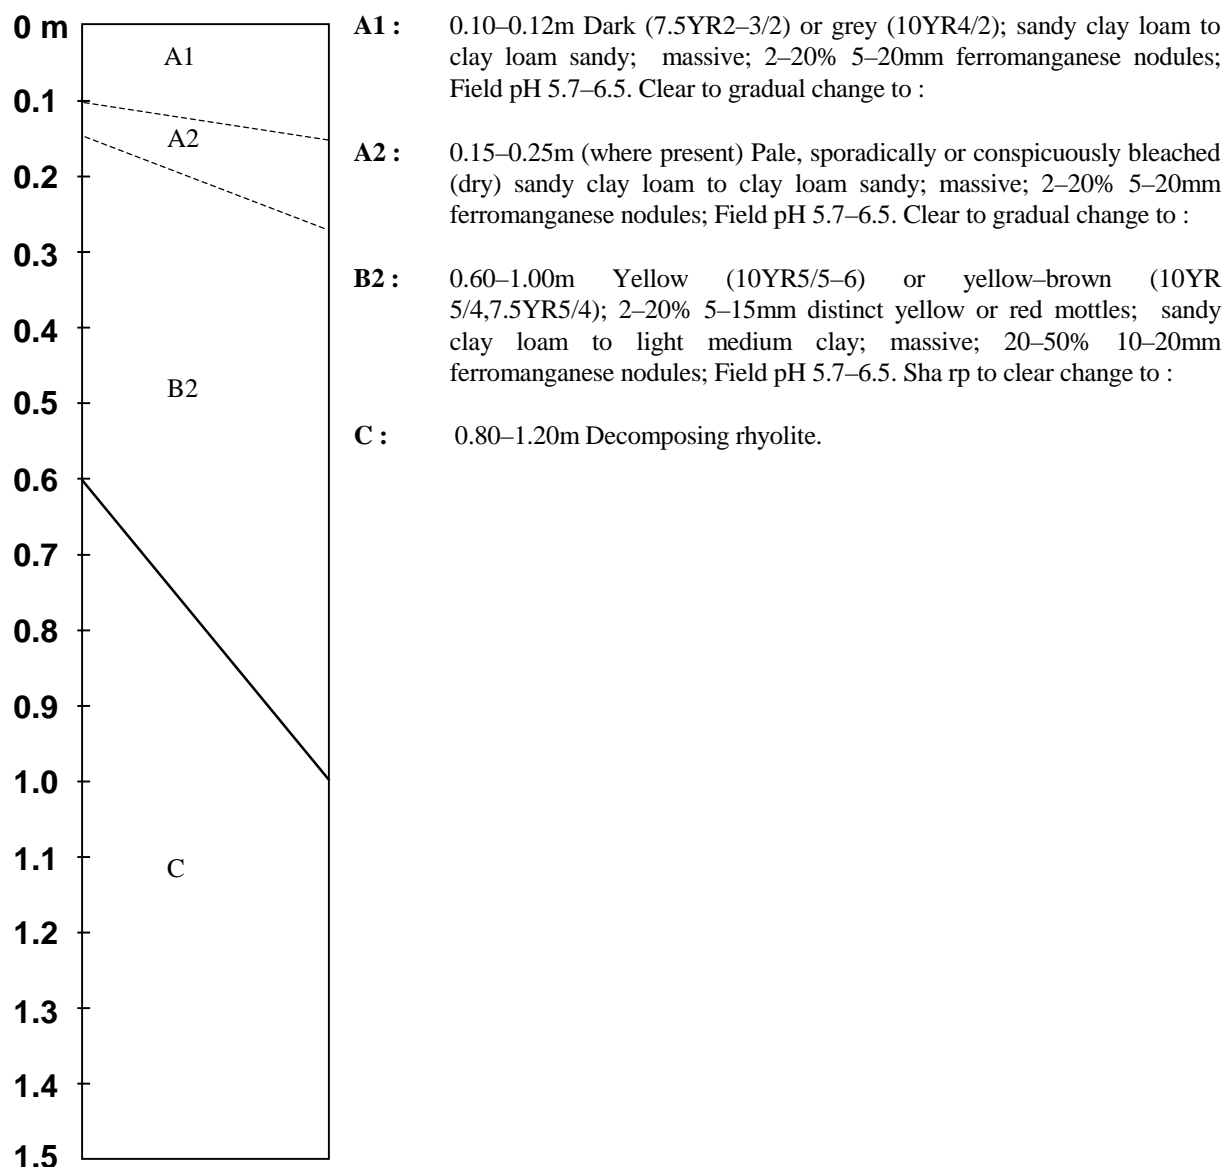 0 m
0.1
0.2
0.3
0.4
0.5
0.6
0.7
0.8
0.9
1.0
1.1
1.2
1.3
1.4
1.5
A1
A2
B2
C
A1 : 0.10–0.12m Dark (7.5YR2–3/2) or grey (10YR4/2); sandy clay loam to
clay loam sandy; massive; 2–20% 5–20mm ferromanganese nodules;
Field pH 5.7–6.5. Clear to gradual change to :
A2 : 0.15–0.25m (where present) Pale, sporadically or conspicuously bleached
(dry) sandy clay loam to clay loam sandy; massive; 2–20% 5–20mm
ferromanganese nodules; Field pH 5.7–6.5. Clear to gradual change to :
B2 : 0.60–1.00m Yellow (10YR5/5–6) or yellow–brown (10YR
5/4,7.5YR5/4); 2–20% 5–15mm distinct yellow or red mottles; sandy
clay loam to light medium clay; massive; 20–50% 10–20mm
ferromanganese nodules; Field pH 5.7–6.5. Sha rp to clear change to :
C : 0.80–1.20m Decomposing rhyolite.